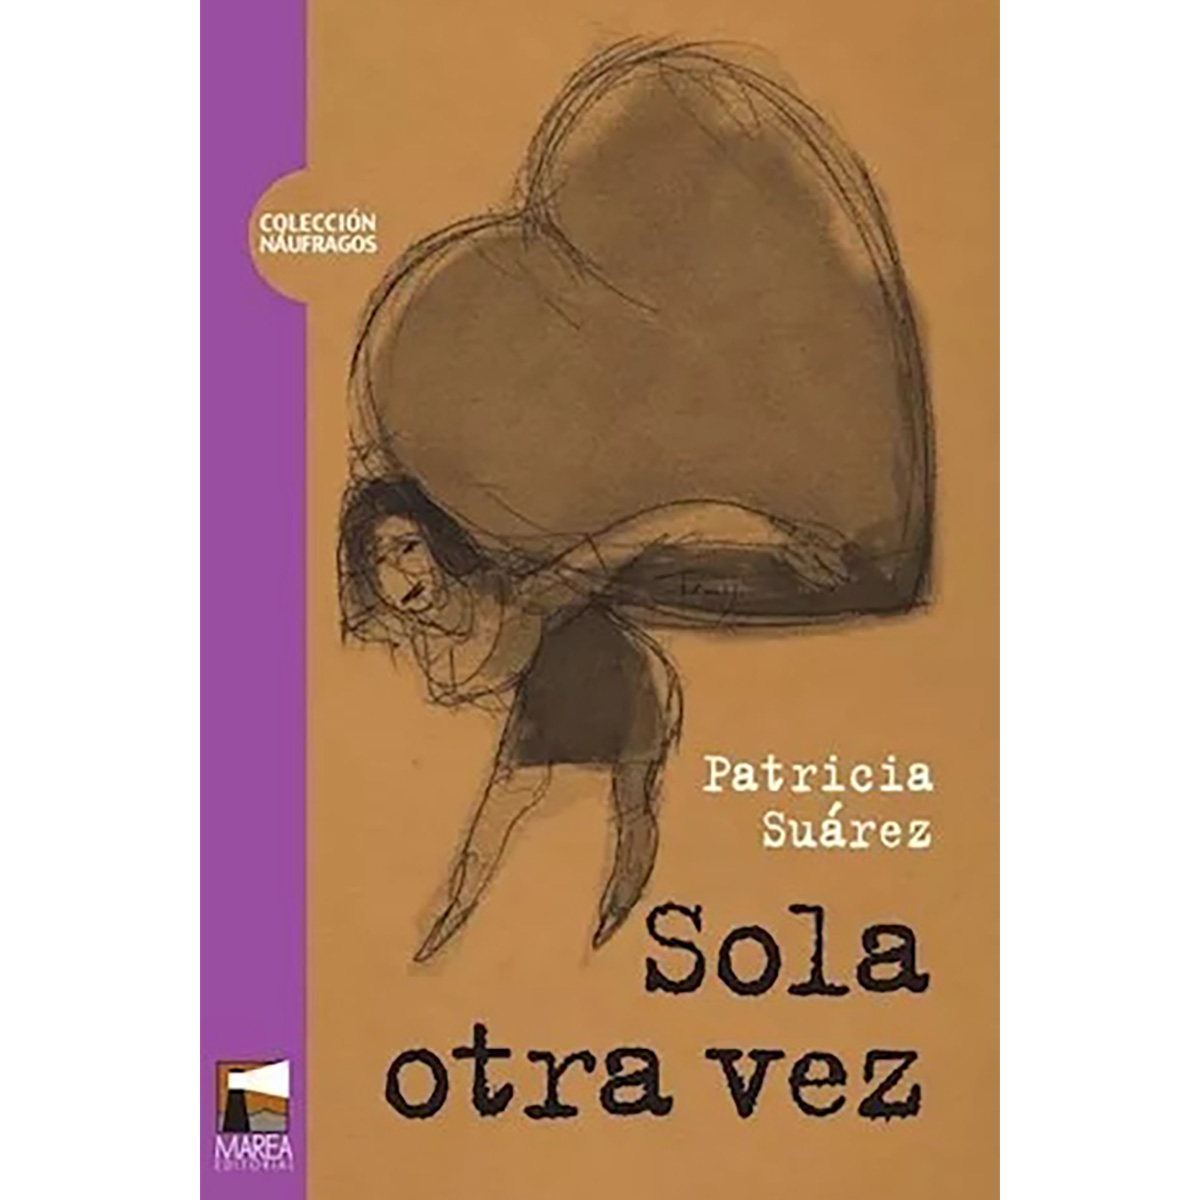 COLECCIÓN
NÁUFRAGOS
Patricia
Suárez
Sola
otra vez
MAREA
EDITORIAL